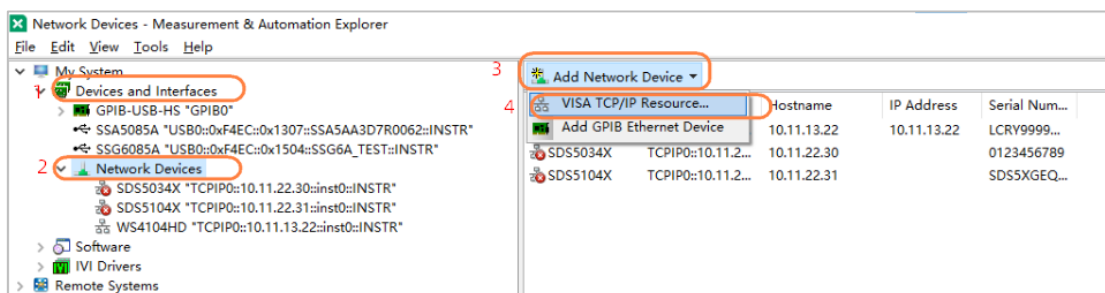 Network Devices - Measurement & Automation Explorer
File Edit View Tools Help
My System
1 Devices and Interfaces
GPIB-USB-HS "GPIB0"
SSA5085A "USB0::0xF4EC::0x1307::SSA5AA3D7R0062::INSTR"
SSG6085A "USB0::0xF4EC::0x1504::SSG6A_TEST::INSTR"
2 Network Devices
SDS5034X "TCPIP0::10.11.22.30::inst0::INSTR"
SDS5104X "TCPIP0::10.11.22.31::inst0::INSTR"
WS4104HD "TCPIP0::10.11.13.22::inst0::INSTR"
Software
IVI Drivers
Remote Systems
3 Add Network Device
4 VISA TCP/IP Resource...
Add GPIB Ethernet Device
Hostname IP Address Serial Num...
10.11.13.22 10.11.13.22 LCRY9999...
SDS5034X TCPIP0::10.11.2... 10.11.22.30 0123456789
SDS5104X TCPIP0::10.11.2... 10.11.22.31 SDS5XGEQ...